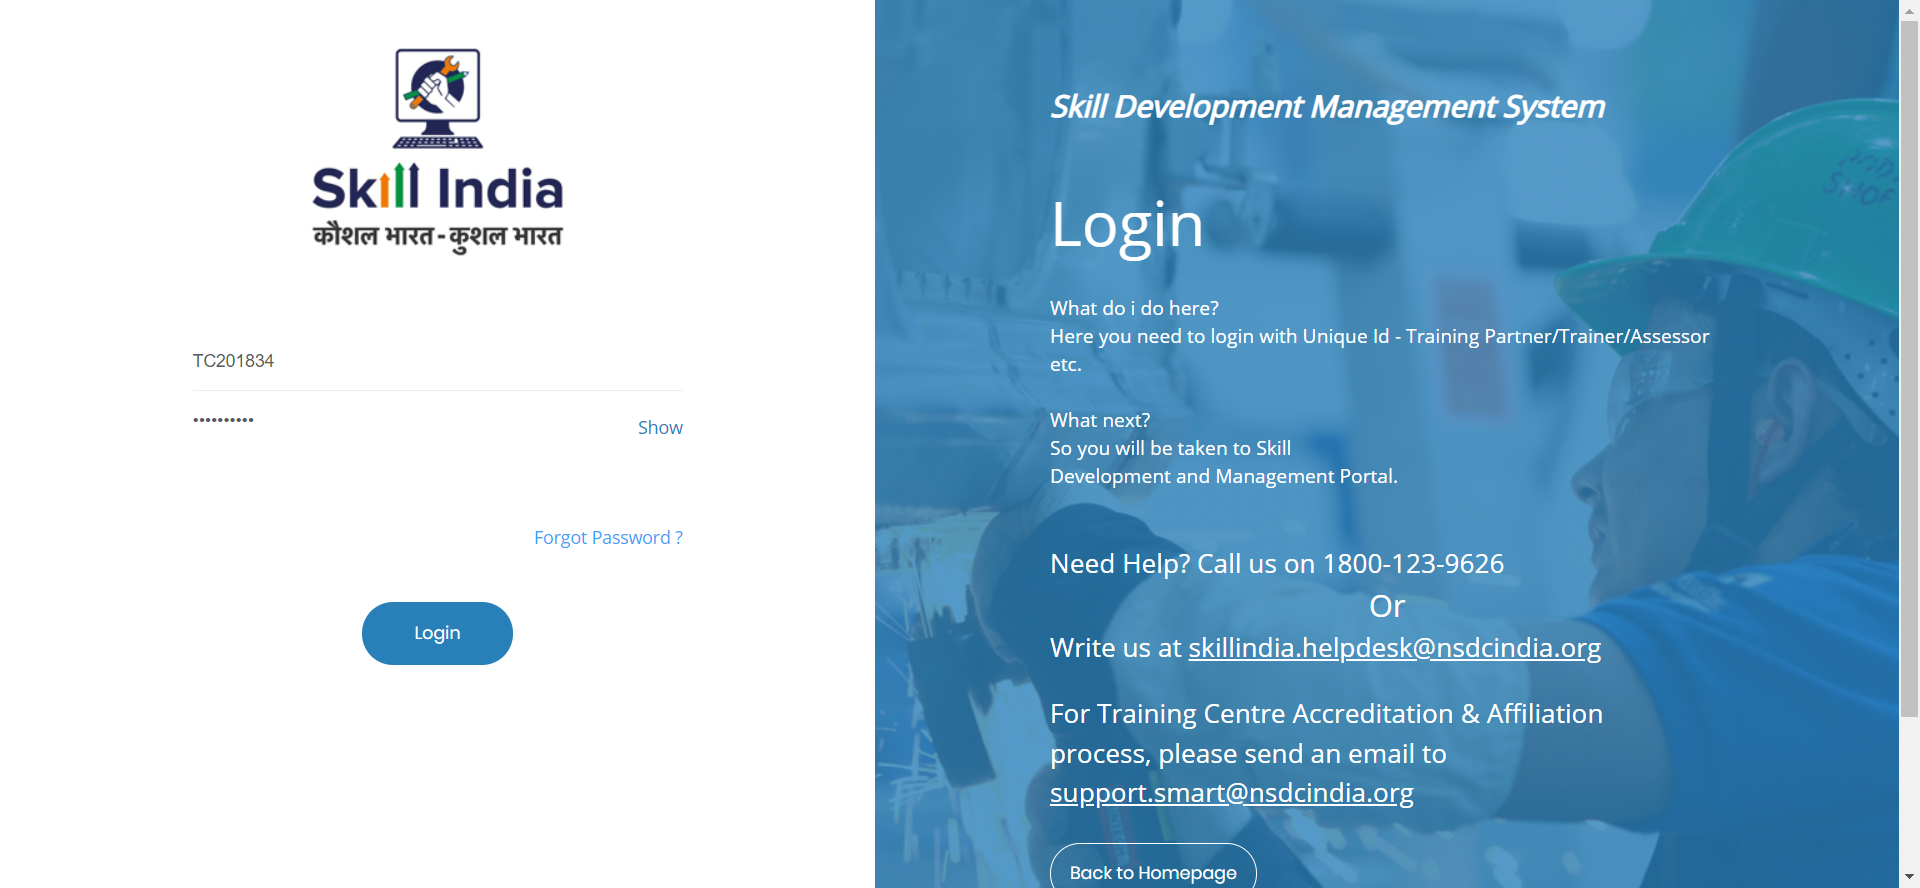 Skill India
कौशल भारत - कुशल भारत
TC201834
••••••••••
Show
Forgot Password ?
Login
Skill Development Management System
Login
What do i do here?
Here you need to login with Unique Id - Training Partner/Trainer/Assessor
etc.
What next?
So you will be taken to Skill
Development and Management Portal.
Need Help? Call us on 1800-123-9626
Or
Write us at skillindia.helpdesk@nsdcindia.org
For Training Centre Accreditation & Affiliation
process, please send an email to
support.smart@nsdcindia.org
Back to Homepage